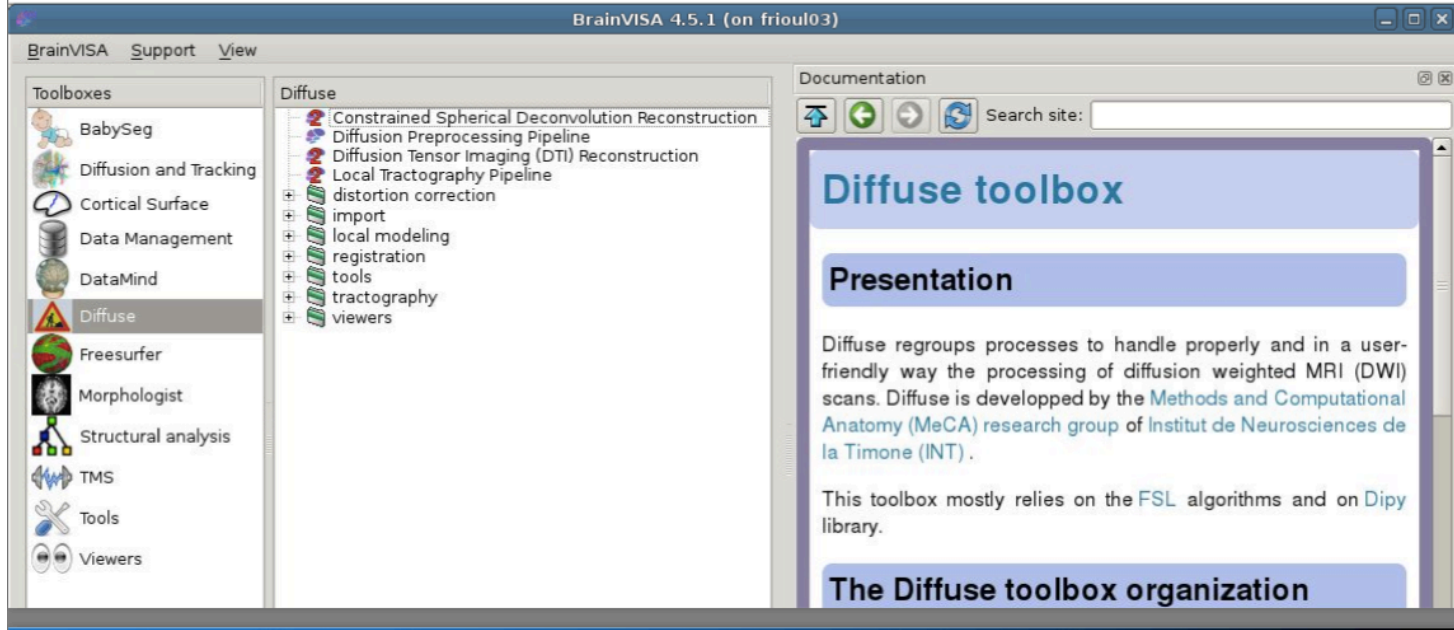 BrainVISA 4.5.1 (on frioul03)
BrainVISA Support View
Toolboxes
BabySeg
Diffusion and Tracking
Cortical Surface
Data Management
DataMind
Diffuse
Freesurfer
Morphologist
Structural analysis
TMS
Tools
Viewers
Diffuse
Constrained Spherical Deconvolution Reconstruction
Diffusion Preprocessing Pipeline
Diffusion Tensor Imaging (DTI) Reconstruction
Local Tractography Pipeline
distortion correction
import
local modeling
registration
tools
tractography
viewers
Documentation
Search site:
Diffuse toolbox
Presentation
Diffuse regroups processes to handle properly and in a user-
friendly way the processing of diffusion weighted MRI (DWI)
scans. Diffuse is developped by the Methods and Computational
Anatomy (MeCA) research group of Institut de Neurosciences de
la Timone (INT) .
This toolbox mostly relies on the FSL algorithms and on Dipy
library.
The Diffuse toolbox organization